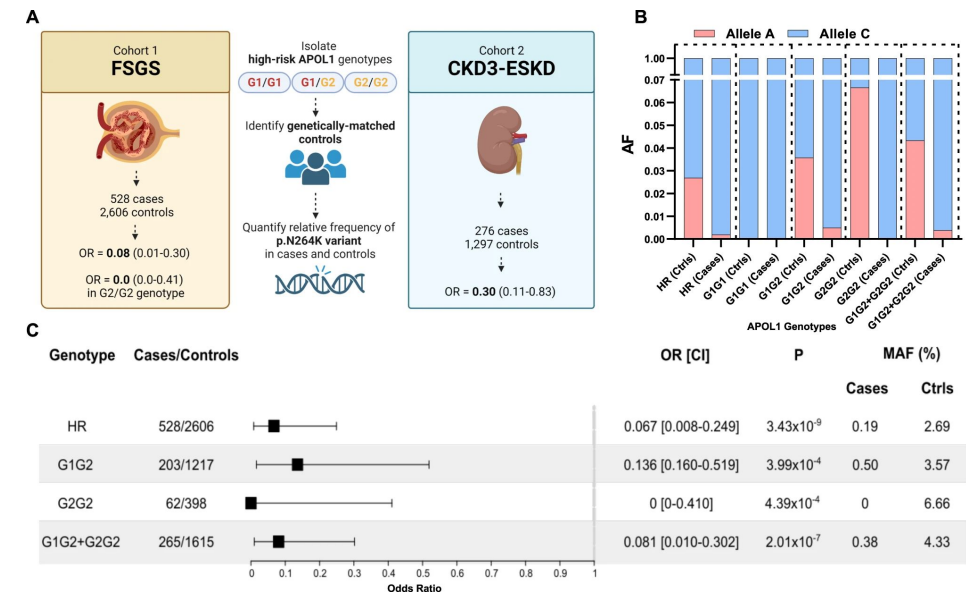 A
Cohort 1
FSGS
528 cases
2,606 controls
OR = 0.08 (0.01-0.30)
OR = 0.0 (0.0-0.41)
in G2/G2 genotype
Isolate
high-risk APOL1 genotypes
G1/G1 G1/G2 G2/G2
Identify genetically-matched
controls
Quantify relative frequency of
p.N264K variant
in cases and controls
Cohort 2
CKD3-ESKD
276 cases
1,297 controls
OR = 0.30 (0.11-0.83)
B
Allele A Allele C
AF
1.00
0.07
0.06
0.05
0.04
0.03
0.02
0.01
0.00
HR (Ctrls)
HR (Cases)
G1G1 (Ctrls)
G1G1 (Cases)
G1G2 (Ctrls)
G1G2 (Cases)
G2G2 (Ctrls)
G2G2 (Cases)
G1G2+G2G2 (Ctrls)
G1G2+G2G2 (Cases)
APOL1 Genotypes
C
Genotype Cases/Controls OR [CI] P MAF (%)
Cases Ctrls
HR 528/2606 0.067 [0.008-0.249] 3.43x10⁻⁹ 0.19 2.69
G1G2 203/1217 0.136 [0.160-0.519] 3.99x10⁻⁴ 0.50 3.57
G2G2 62/398 0 [0-0.410] 4.39x10⁻⁴ 0 6.66
G1G2+G2G2 265/1615 0.081 [0.010-0.302] 2.01x10⁻⁷ 0.38 4.33
0 0.1 0.2 0.3 0.4 0.5 0.6 0.7 0.8 0.9 1
Odds Ratio